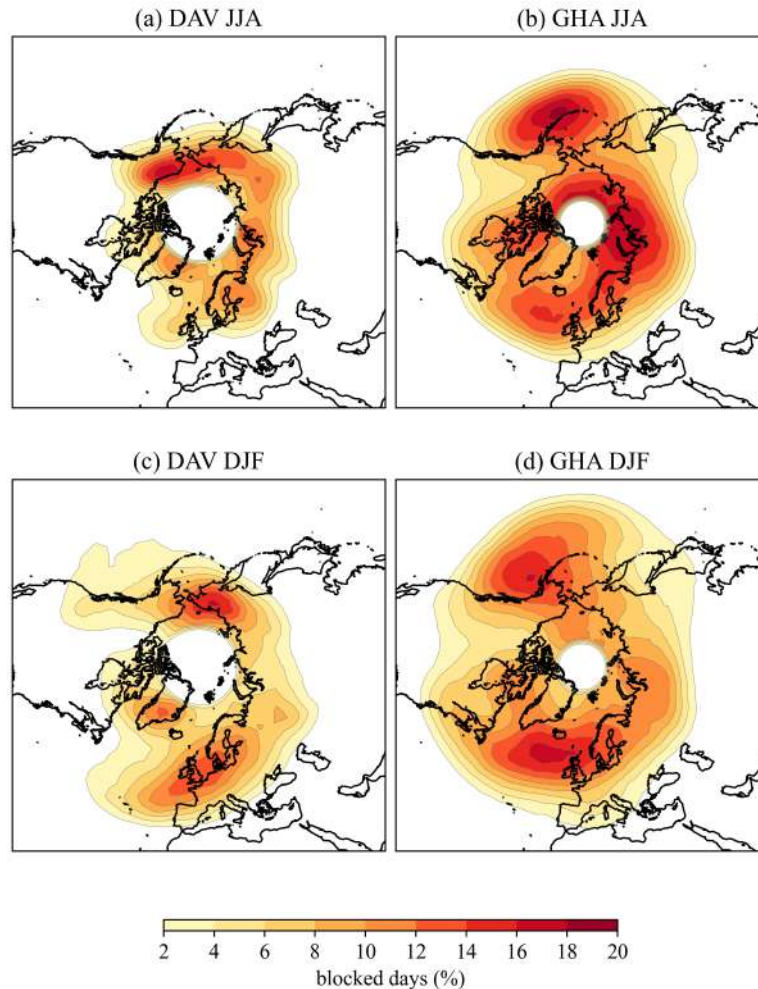 (a) DAV JJA
(b) GHA JJA
(c) DAV DJF
(d) GHA DJF
2 4 6 8 10 12 14 16 18 20
blocked days (%)